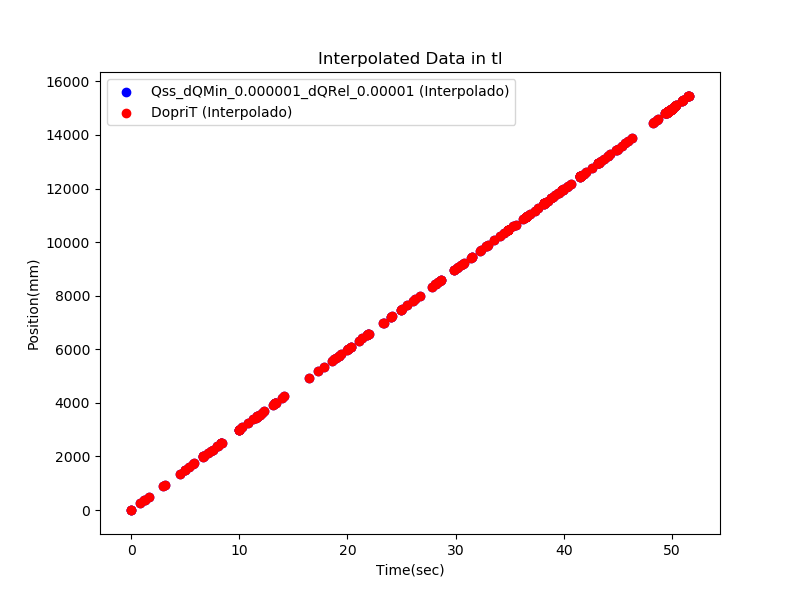 Interpolated Data in tl
Qss_dQMin_0.000001_dQRel_0.00001 (Interpolado)
DopriT (Interpolado)
16000
14000
12000
10000
8000
6000
4000
2000
0
Position(mm)
0 10 20 30 40 50
Time(sec)